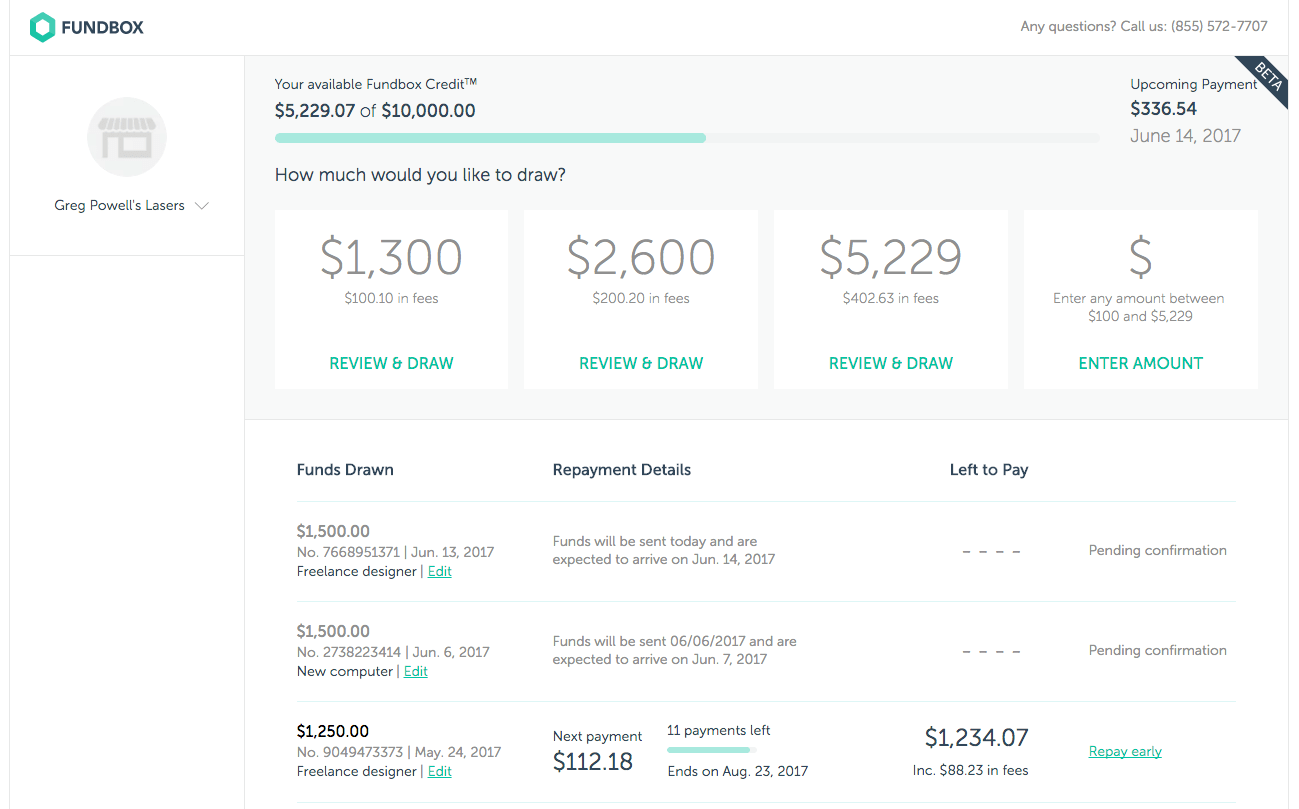 FUNDBOX
Any questions? Call us: (855) 572-7707
BETA
Greg Powell's Lasers
Your available Fundbox Credit™
$5,229.07 of $10,000.00
Upcoming Payment
$336.54
June 14, 2017
How much would you like to draw?
$1,300
$100.10 in fees
REVIEW & DRAW
$2,600
$200.20 in fees
REVIEW & DRAW
$5,229
$402.63 in fees
REVIEW & DRAW
$
Enter any amount between
$100 and $5,229
ENTER AMOUNT
Funds Drawn
Repayment Details
Left to Pay
$1,500.00
No. 7668951371 | Jun. 13, 2017
Freelance designer | Edit
Funds will be sent today and are
expected to arrive on Jun. 14, 2017
– – – –
Pending confirmation
$1,500.00
No. 2738223414 | Jun. 6, 2017
New computer | Edit
Funds will be sent 06/06/2017 and are
expected to arrive on Jun. 7, 2017
– – – –
Pending confirmation
$1,250.00
No. 9049473373 | May. 24, 2017
Freelance designer | Edit
Next payment
$112.18
11 payments left
Ends on Aug. 23, 2017
$1,234.07
Inc. $88.23 in fees
Repay early